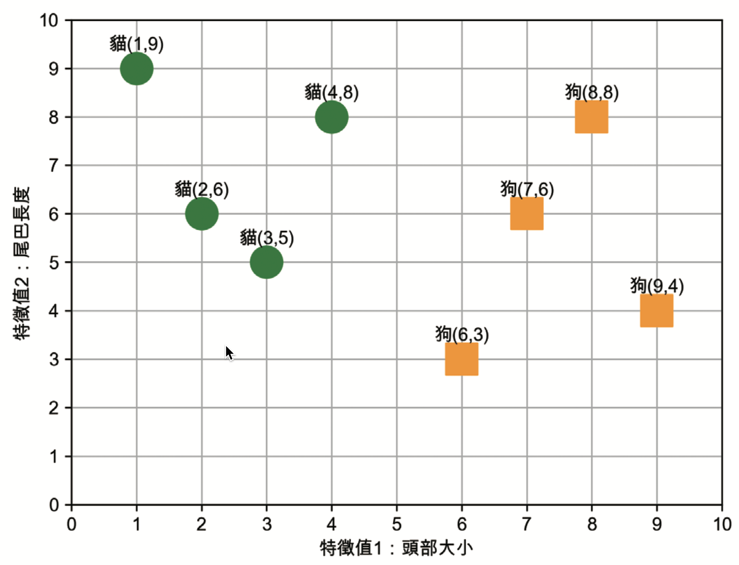 10
貓(1,9)
9
貓(4,8)
狗(8,8)
8
7
貓(2,6)
狗(7,6)
6
貓(3,5)
5
狗(9,4)
4
狗(6,3)
3
2
1
0
特徵值2：尾巴長度
0 1 2 3 4 5 6 7 8 9 10
特徵值1：頭部大小